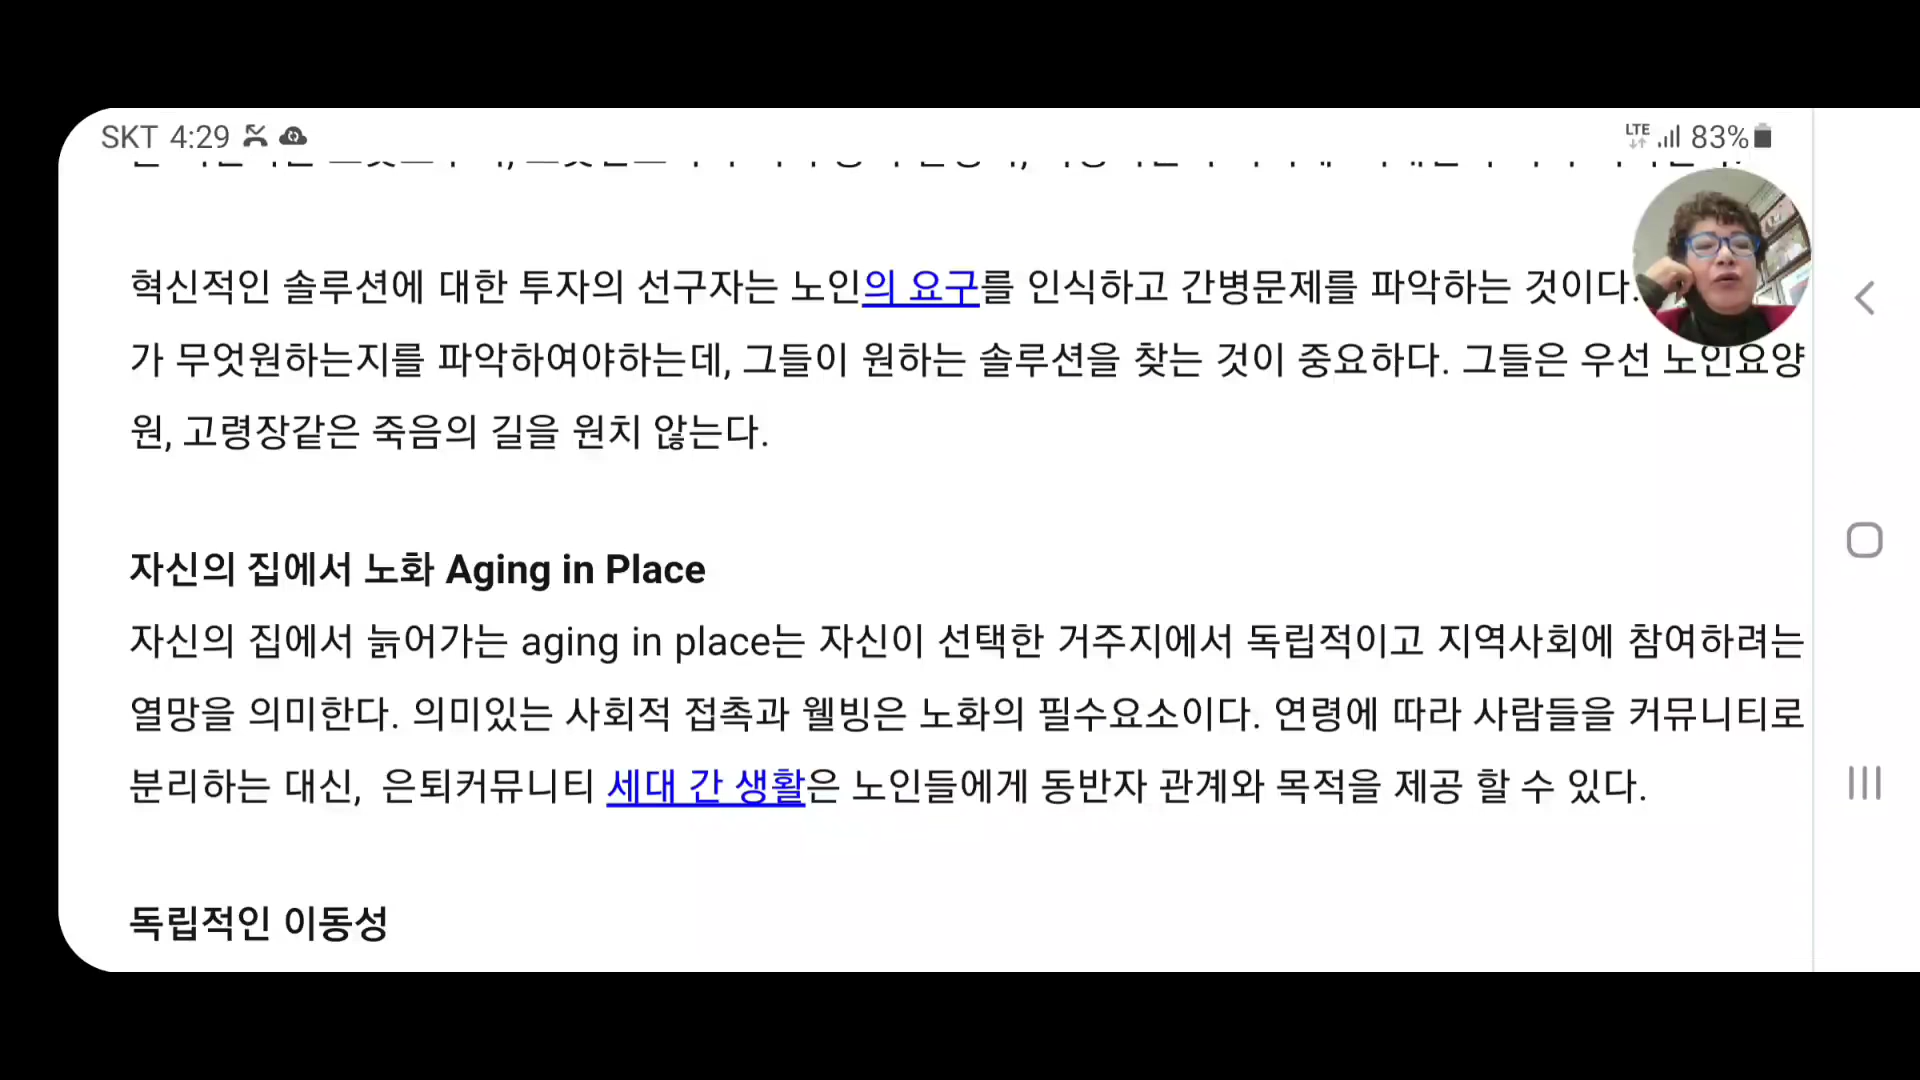 SKT 4:29
LTE 83%
혁신적인 솔루션에 대한 투자의 선구자는 노인의 요구를 인식하고 간병문제를 파악하는 것이다.
가 무엇원하는지를 파악하여야하는데, 그들이 원하는 솔루션을 찾는 것이 중요하다. 그들은 우선 노인요양
원, 고령장같은 죽음의 길을 원치 않는다.
자신의 집에서 노화 Aging in Place
자신의 집에서 늙어가는 aging in place는 자신이 선택한 거주지에서 독립적이고 지역사회에 참여하려는
열망을 의미한다. 의미있는 사회적 접촉과 웰빙은 노화의 필수요소이다. 연령에 따라 사람들을 커뮤니티로
분리하는 대신, 은퇴커뮤니티 세대 간 생활은 노인들에게 동반자 관계와 목적을 제공 할 수 있다.
독립적인 이동성